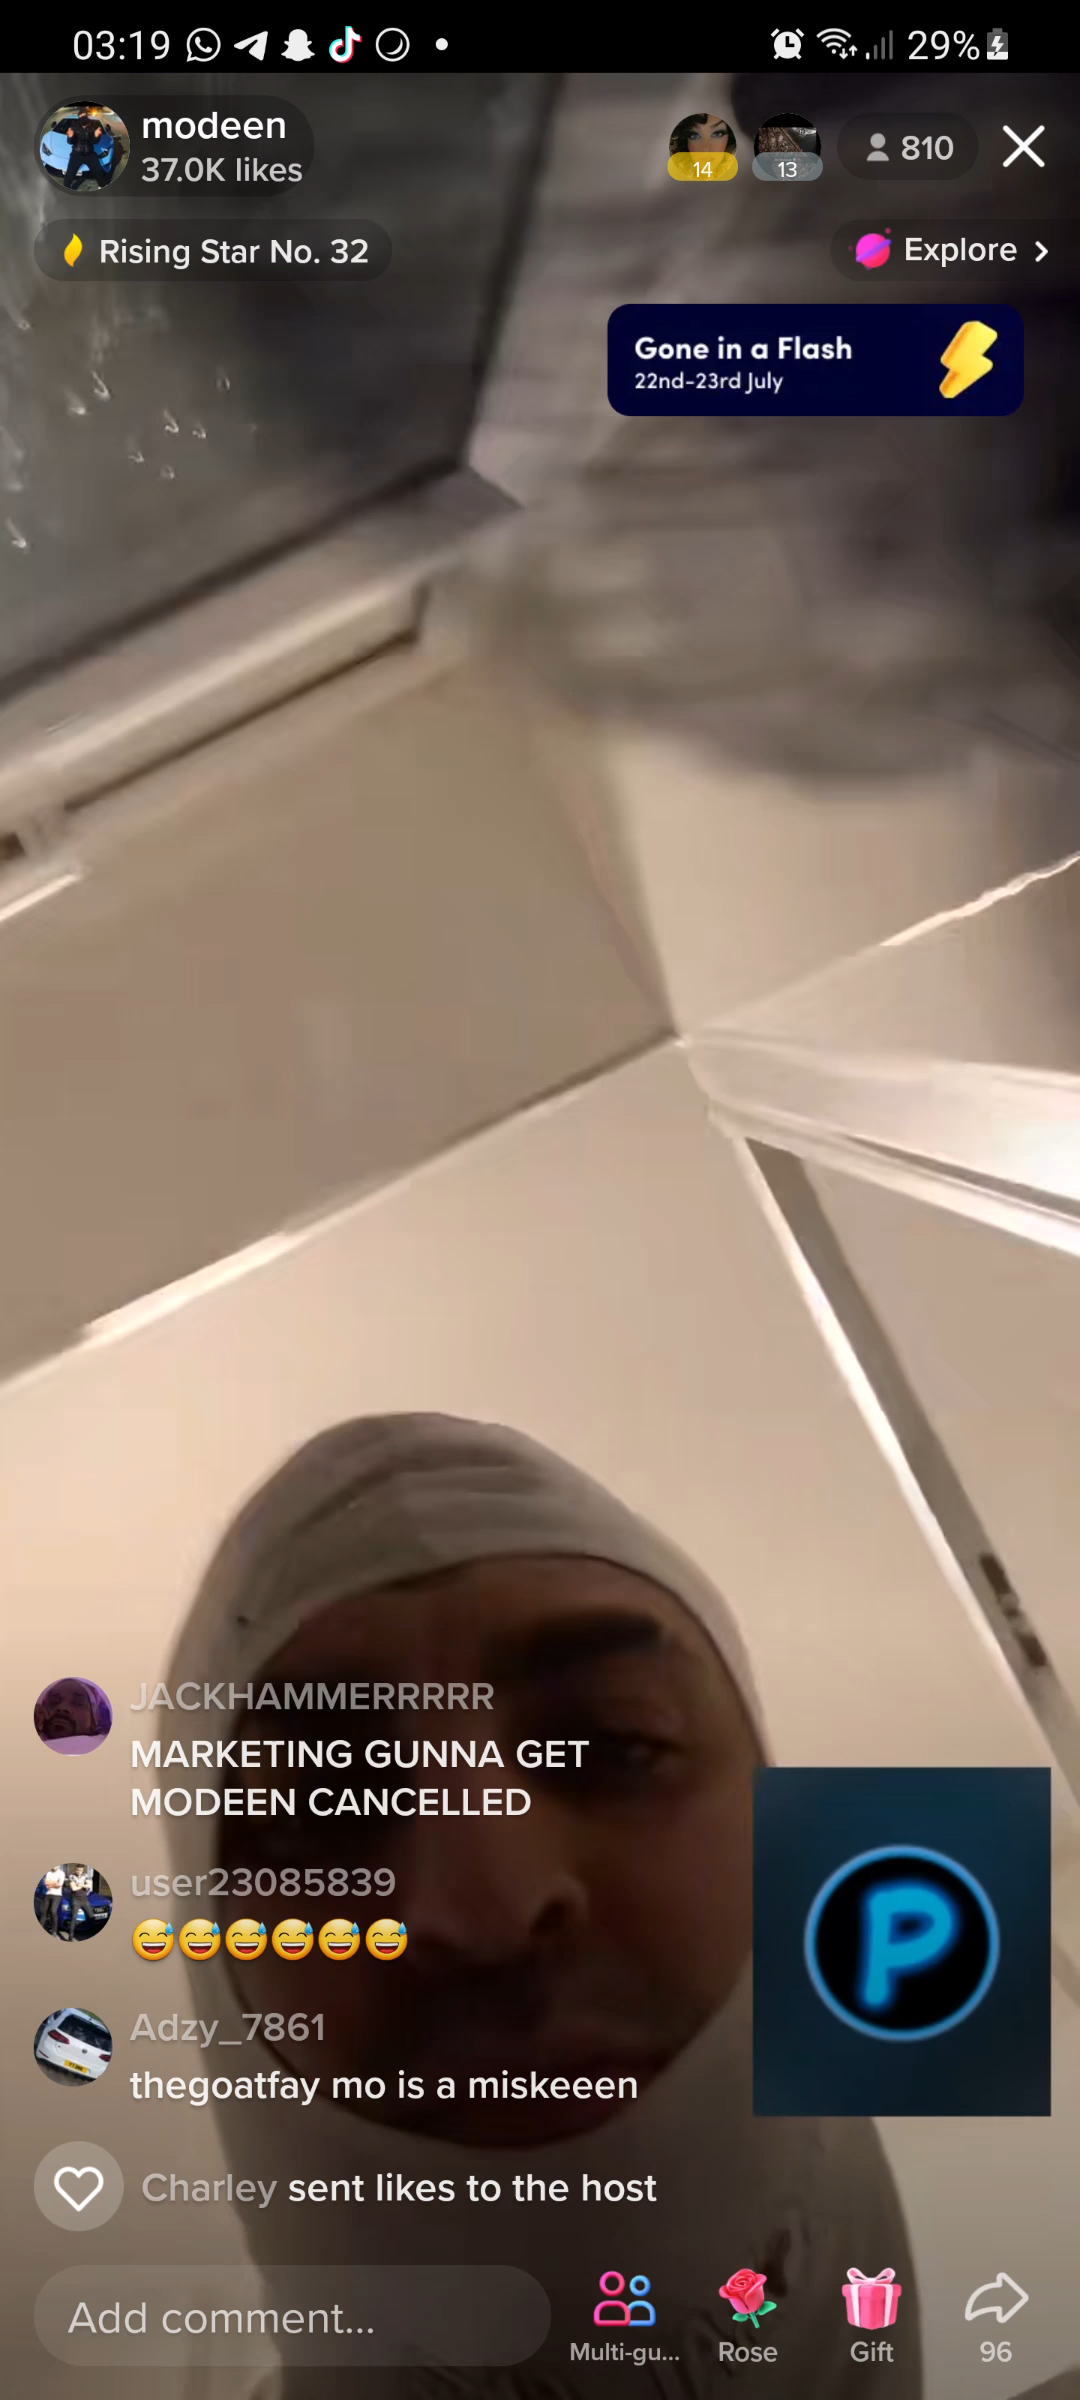 03:19
29%
modeen
37.0K likes
14
13
810
Rising Star No. 32
Explore
Gone in a Flash
22nd-23rd July
JACKHAMMERRRRR
MARKETING GUNNA GET
MODEEN CANCELLED
user23085839
😅😅😅😅😅😅
Adzy_7861
thegoatfay mo is a miskeeen
P
Charley sent likes to the host
Add comment...
Multi-gu...
Rose
Gift
96